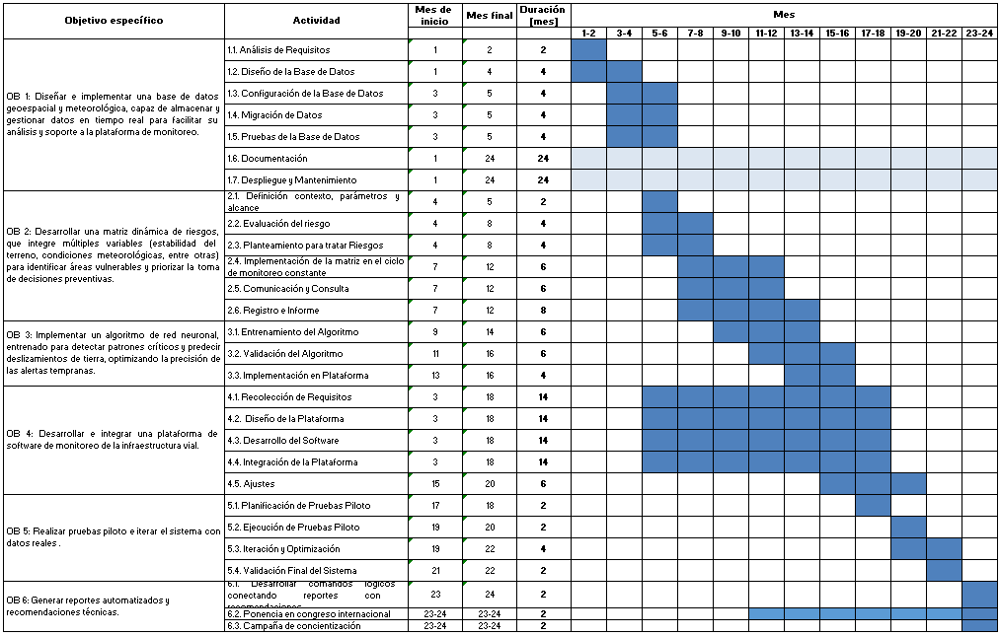 Objetivo específico Actividad Mes de inicio Mes final Duración [mes] Mes
1-2 3-4 5-6 7-8 9-10 11-12 13-14 15-16 17-18 19-20 21-22 23-24
OB 1: Diseñar e implementar una base de datos
geoespacial y meteorológica, capaz de almacenar y
gestionar datos en tiempo real para facilitar su
análisis y soporte a la plataforma de monitoreo.
1.1. Análisis de Requisitos 1 2 2
1.2. Diseño de la Base de Datos 1 4 4
1.3. Configuración de la Base de Datos 3 5 4
1.4. Migración de Datos 3 5 4
1.5. Pruebas de la Base de Datos 3 5 4
1.6. Documentación 1 24 24
1.7. Despliegue y Mantenimiento 1 24 24
OB 2: Desarrollar una matriz dinámica de riesgos,
que integre múltiples variables (estabilidad del
terreno, condiciones meteorológicas, entre otras)
para identificar áreas vulnerables y priorizar la toma
de decisiones preventivas.
2.1. Definición contexto, parámetros y
alcance 4 5 2
2.2. Evaluación del riesgo 4 8 4
2.3. Planteamiento para tratar Riesgos 4 8 4
2.4. Implementación de la matriz en el ciclo
de monitoreo constante 7 12 6
2.5. Comunicación y Consulta 7 12 6
2.6. Registro e Informe 7 12 8
OB 3: Implementar un algoritmo de red neuronal,
entrenado para detectar patrones críticos y predecir
deslizamientos de tierra, optimizando la precisión de
las alertas tempranas.
3.1. Entrenamiento del Algoritmo 9 14 6
3.2. Validación del Algoritmo 11 16 6
3.3. Implementación en Plataforma 13 16 4
OB 4: Desarrollar e integrar una plataforma de
software de monitoreo de la infraestructura vial.
4.1. Recolección de Requisitos 3 18 14
4.2. Diseño de la Plataforma 3 18 14
4.3. Desarrollo del Software 3 18 14
4.4. Integración de la Plataforma 3 18 14
4.5. Ajustes 15 20 6
OB 5: Realizar pruebas piloto e iterar el sistema con
datos reales .
5.1. Planificación de Pruebas Piloto 17 18 2
5.2. Ejecución de Pruebas Piloto 19 20 2
5.3. Iteración y Optimización 19 22 4
5.4. Validación Final del Sistema 21 22 2
OB 6: Generar reportes automatizados y
recomendaciones técnicas.
6.1. Desarrollar comandos lógicos
conectando reportes con
recomendaciones 23 24 2
6.2. Ponencia en congreso internacional 23-24 23-24 2
6.3. Campaña de concientización 23-24 23-24 2